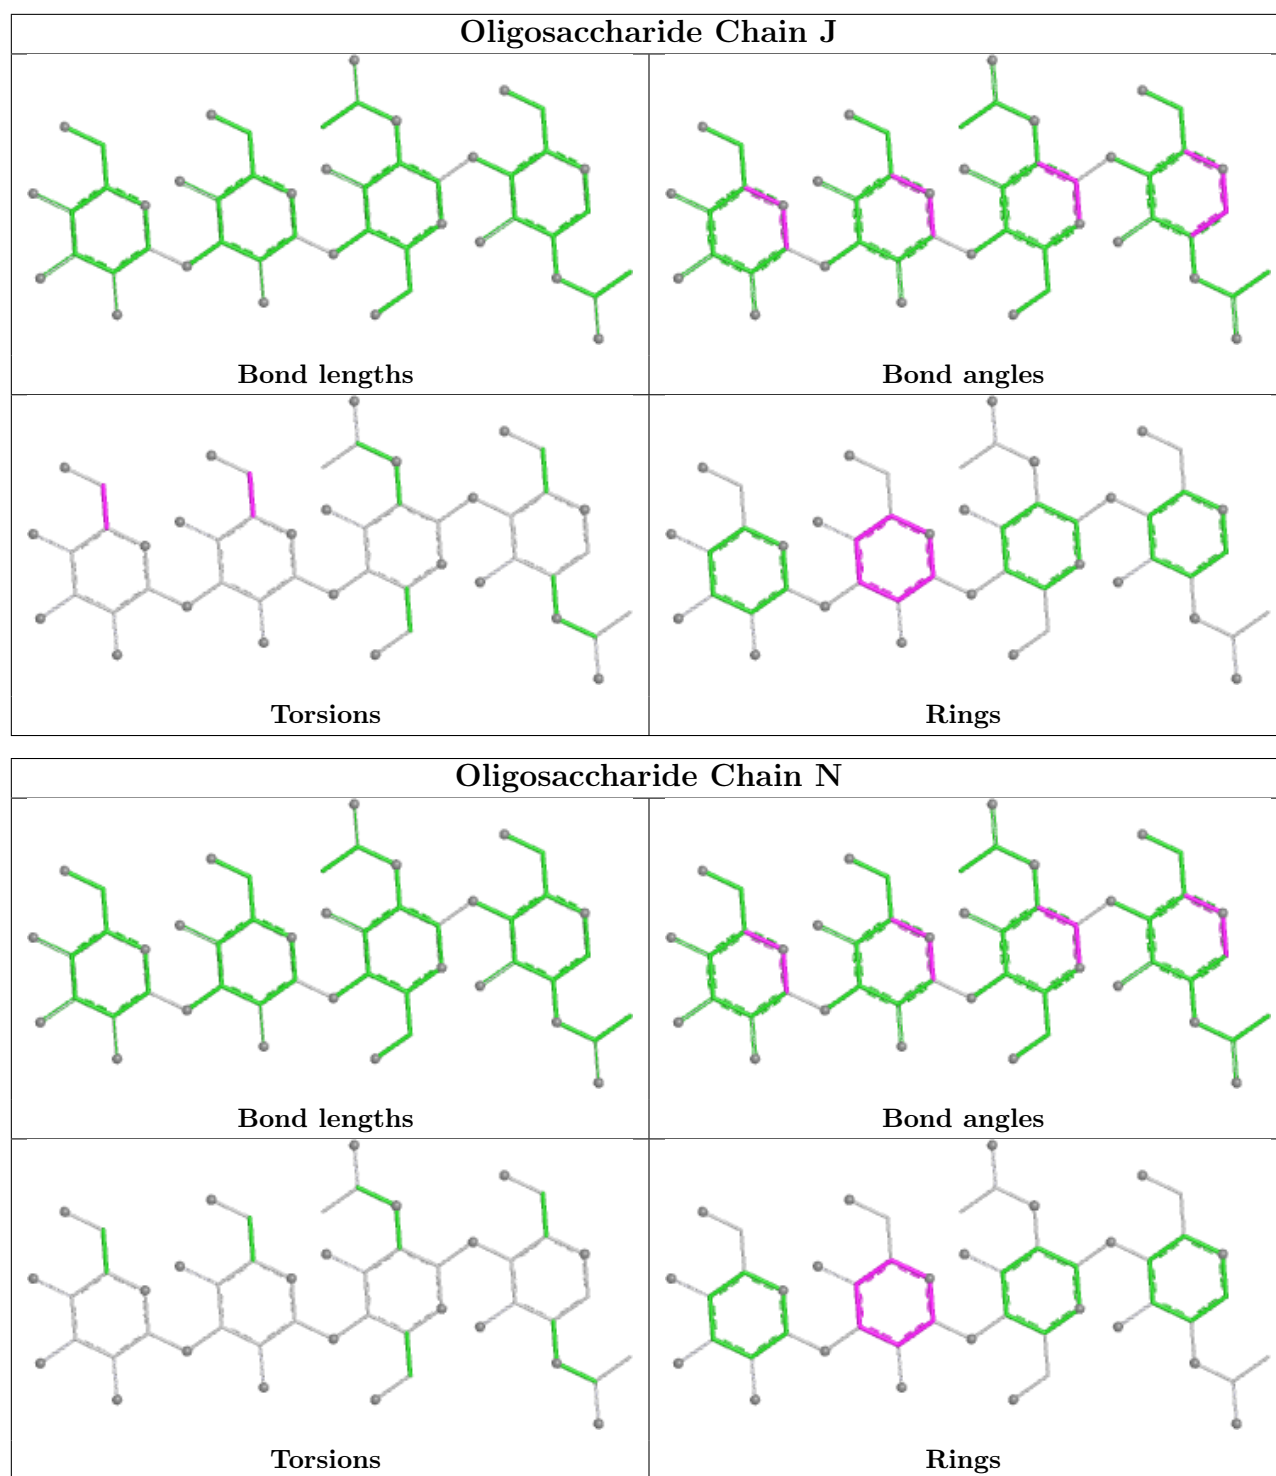 Oligosaccharide Chain J
Bond lengths
Bond angles
Torsions
Rings
Oligosaccharide Chain N
Bond lengths
Bond angles
Torsions
Rings